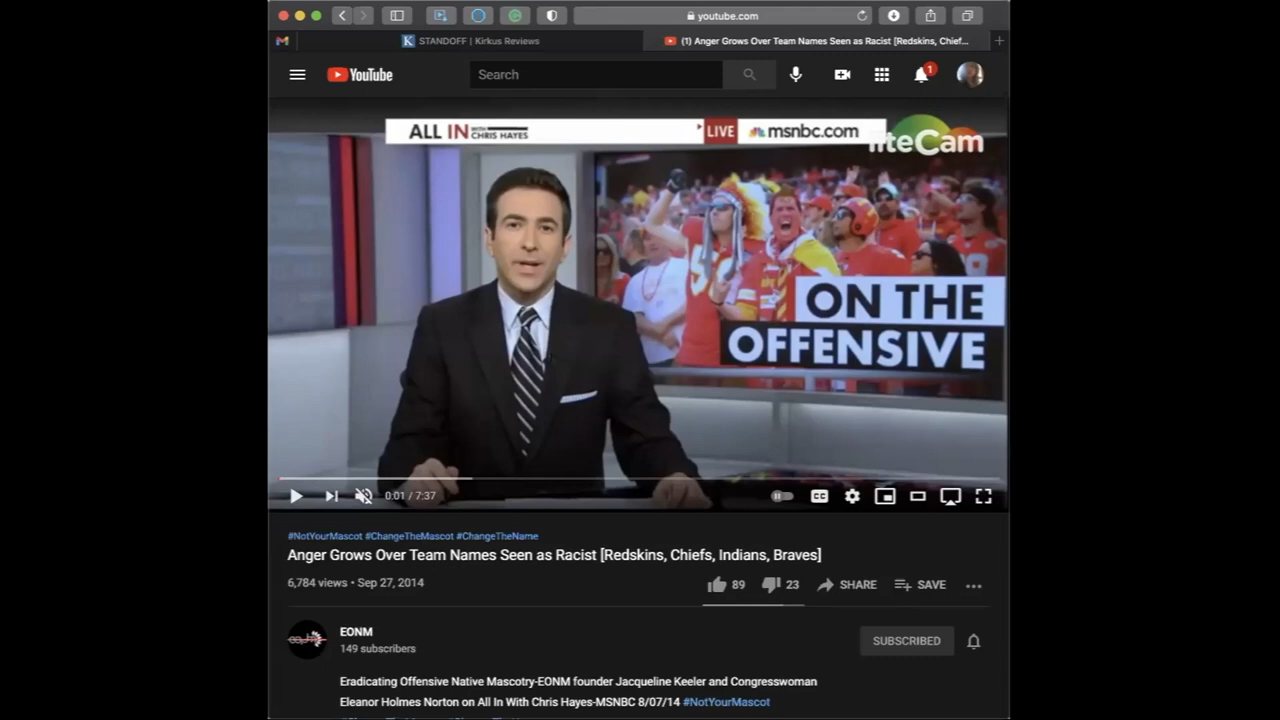 youtube.com
STANDOFF | Kirkus Reviews
(1) Anger Grows Over Team Names Seen as Racist [Redskins, Chief...
YouTube
Search
1
ALL IN WITH CHRIS HAYES
LIVE
msnbc.com
liteCam
ON THE
OFFENSIVE
0:01 / 7:37
CC
#NotYourMascot #ChangeTheMascot #ChangeTheName
Anger Grows Over Team Names Seen as Racist [Redskins, Chiefs, Indians, Braves]
6,784 views • Sep 27, 2014
89
23
SHARE
SAVE
EONM
149 subscribers
SUBSCRIBED
Eradicating Offensive Native Mascotry-EONM founder Jacqueline Keeler and Congresswoman
Eleanor Holmes Norton on All In With Chris Hayes-MSNBC 8/07/14 #NotYourMascot